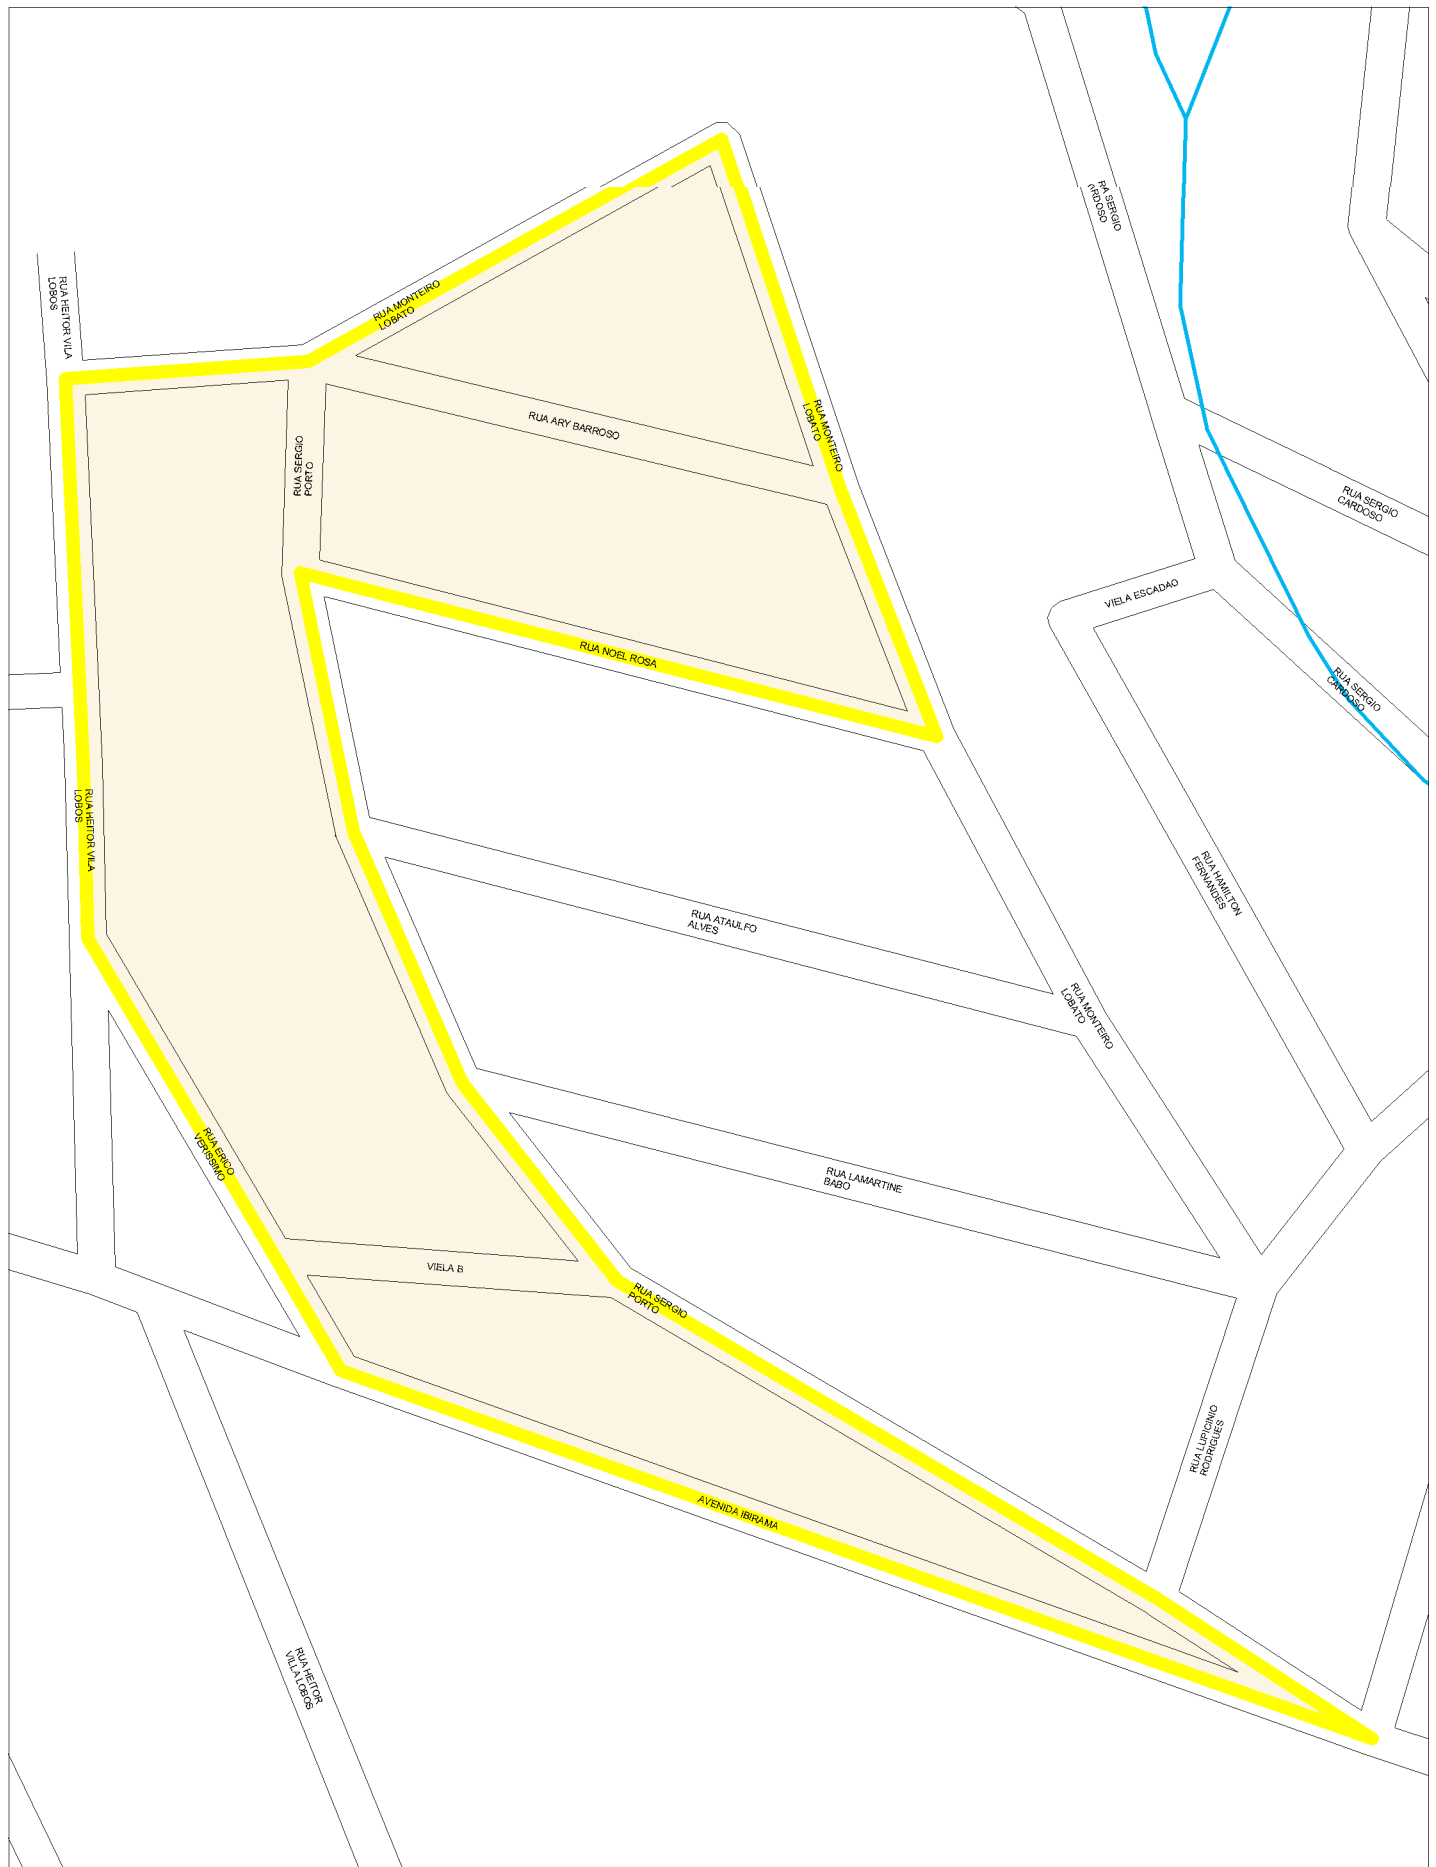 RA SERGIO
RDOSO
RUA HEITOR VILA
LOBOS
RUA MONTEIRO
LOBATO
RUA ARY BARROSO
RUA MONTEIRO
LOBATO
RUA SERGIO
PORTO
RUA SERGIO
CARDOSO
VIELA ESCADAO
RUA NOEL ROSA
RUA SERGIO
CARDOSO
RUA HEITOR VILA
LOBOS
RUA HAMILTON
FERNANDES
RUA ATAULFO
ALVES
RUA MONTEIRO
LOBATO
RUA ERICO
VERISSIMO
RUA LAMARTINE
BABO
VIELA B
RUA SERGIO
PORTO
RUA LUPICINIO
RODRIGUES
AVENIDA IBIRAMA
RUA HEITOR
VILLA LOBOS